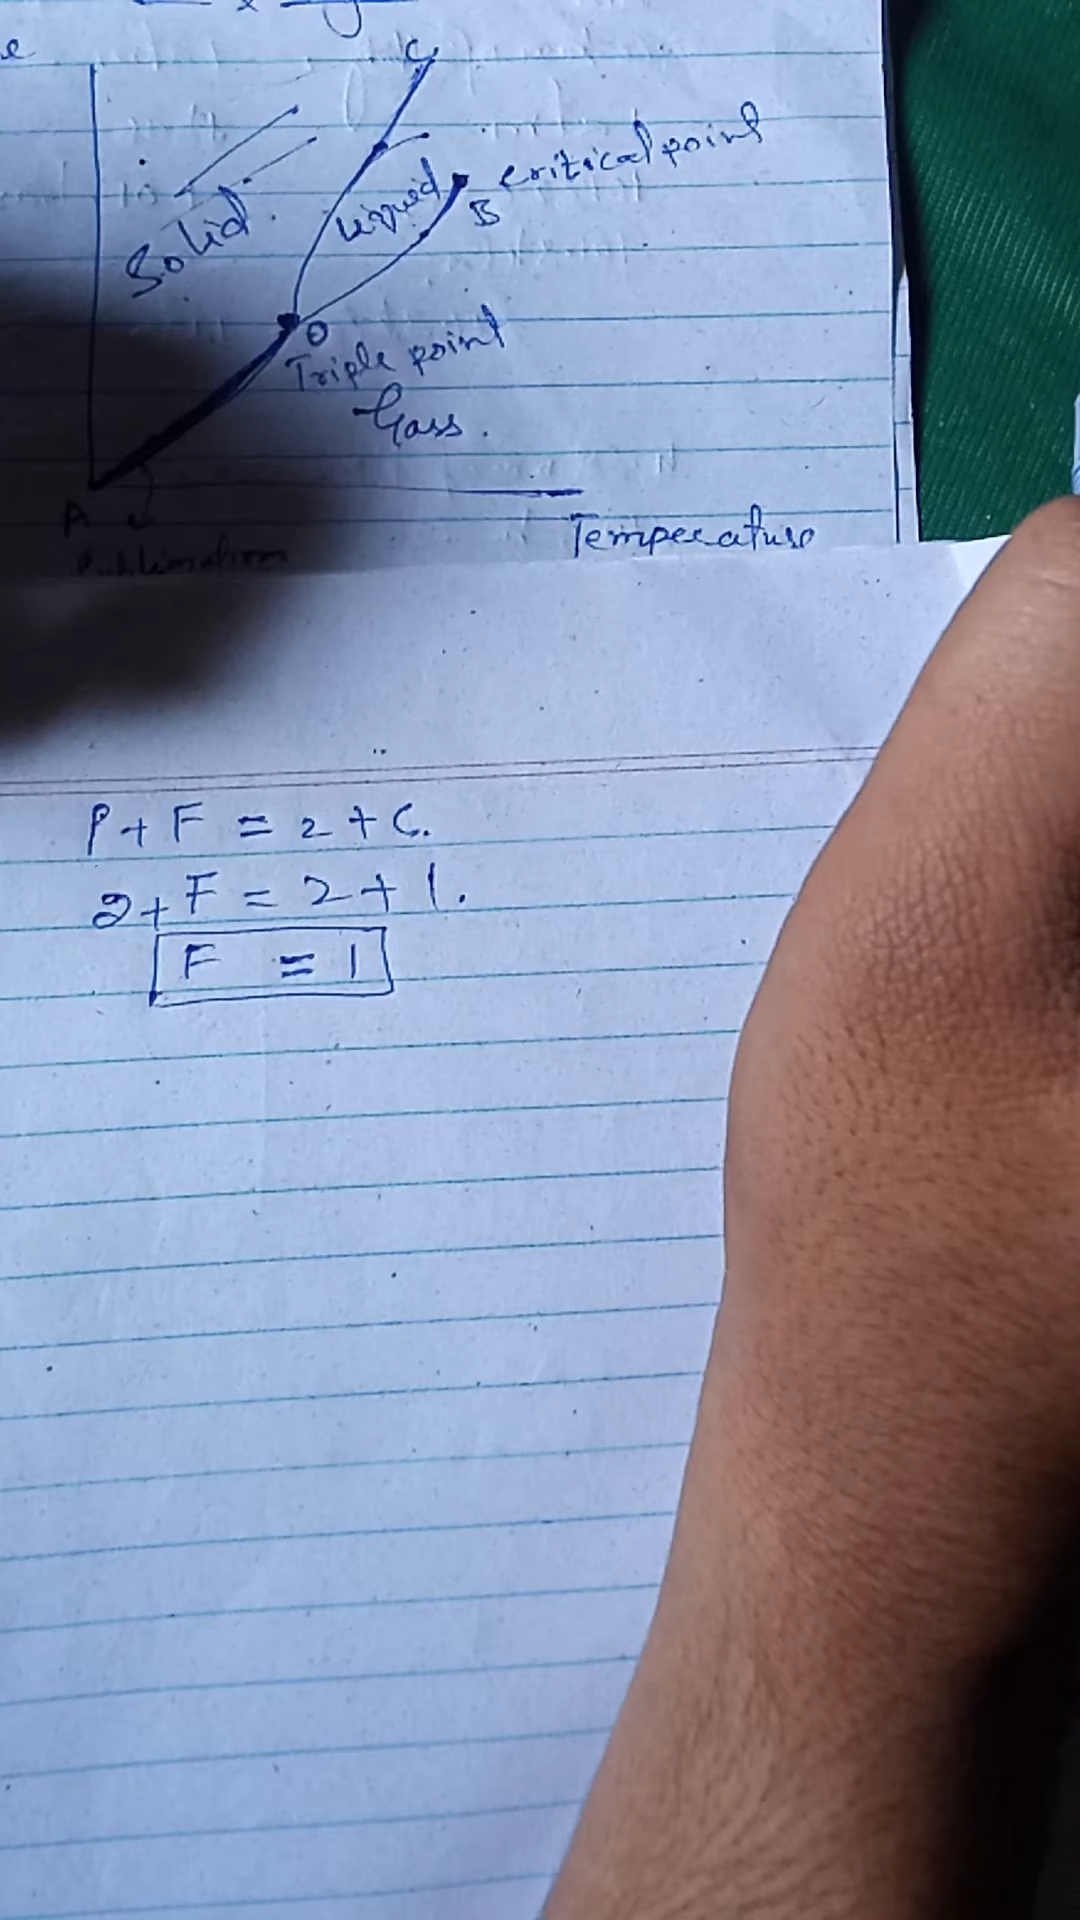 C
critical point
Liquid
B
Solid.
O
Triple point
Gass.
A
Temperature
P + F = 2 + C.
2 + F = 2 + 1.
F = 1